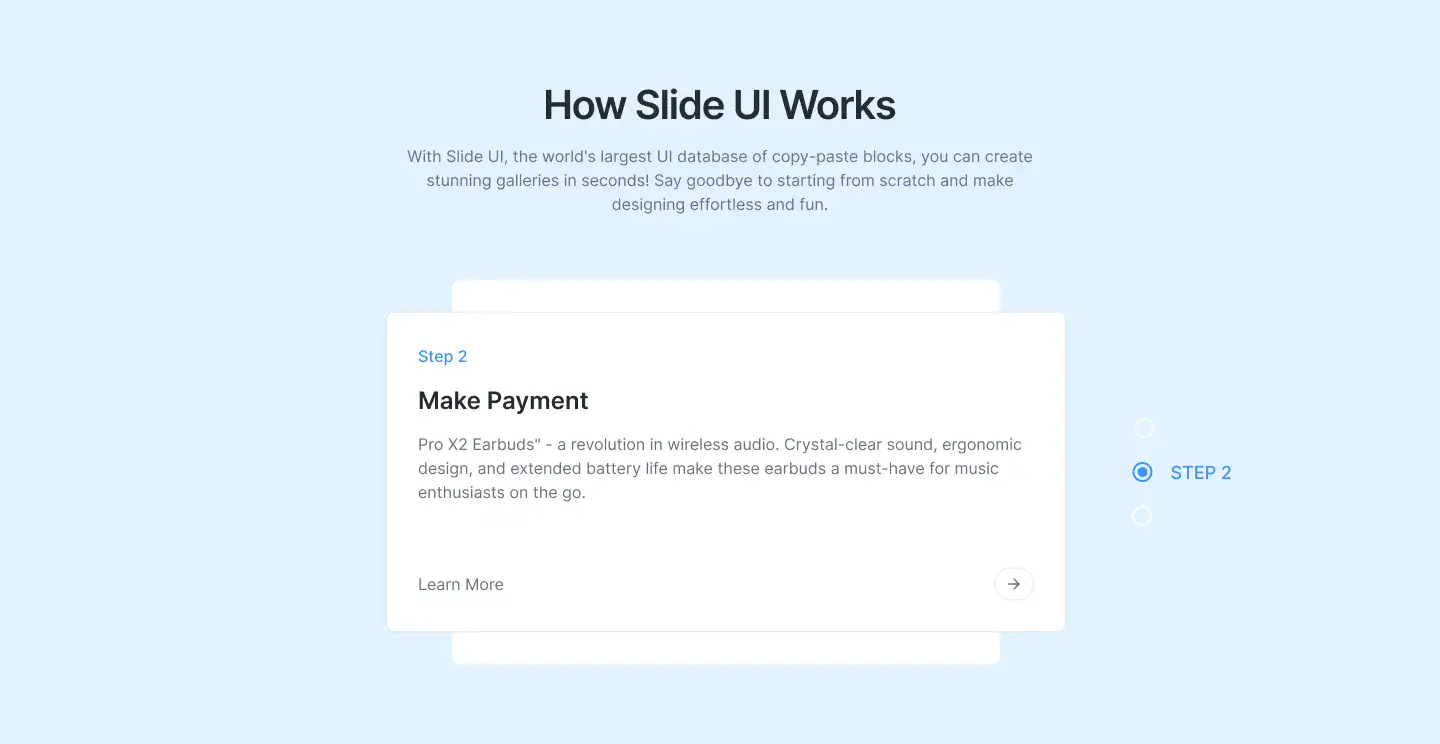 How Slide UI Works
With Slide UI, the world's largest UI database of copy-paste blocks, you can create
stunning galleries in seconds! Say goodbye to starting from scratch and make
designing effortless and fun.
Step 2
Make Payment
Pro X2 Earbuds" - a revolution in wireless audio. Crystal-clear sound, ergonomic
design, and extended battery life make these earbuds a must-have for music
enthusiasts on the go.
STEP 2
Learn More